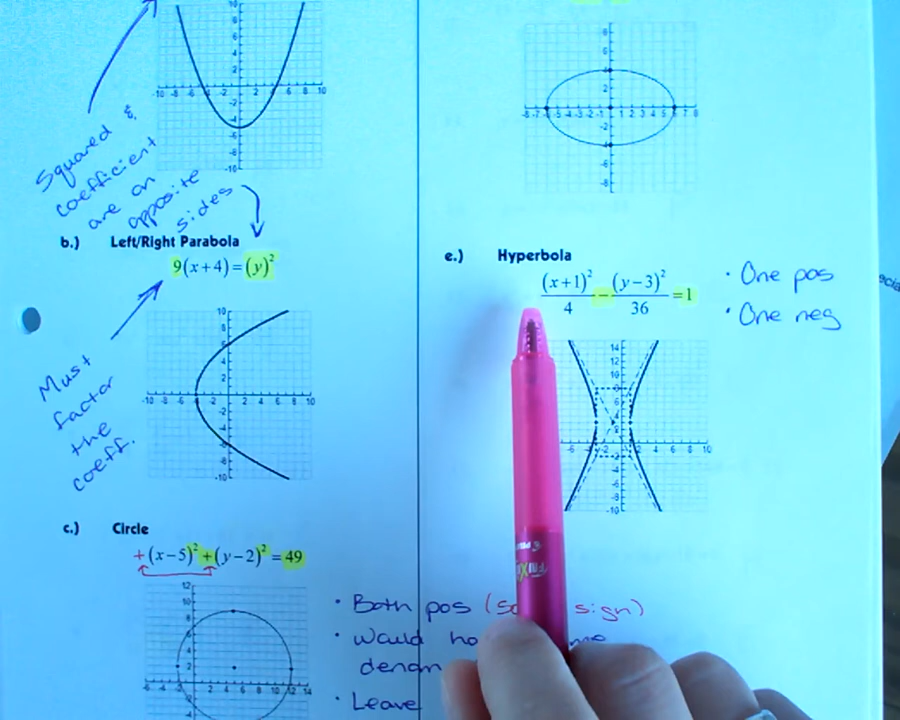 Squared &
coefficient
are on
opposite
sides
b.) Left/Right Parabola
9(x+4) = (y)²
Must
factor
the
coeff.
c.) Circle
+(x−5)²+(y−2)² = 49
• Both pos ( sign)
• Would
denom
• Leave
e.) Hyperbola
(x+1)²/4 − (y−3)²/36 = 1
• One pos
• One neg